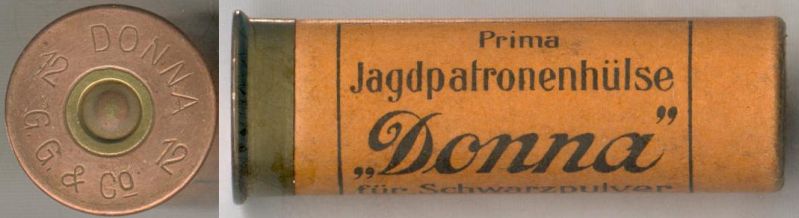 DONNA
12 12
G. G. & Co
Prima
Jagdpatronenhülse
„Donna”
für Schwarzpulver